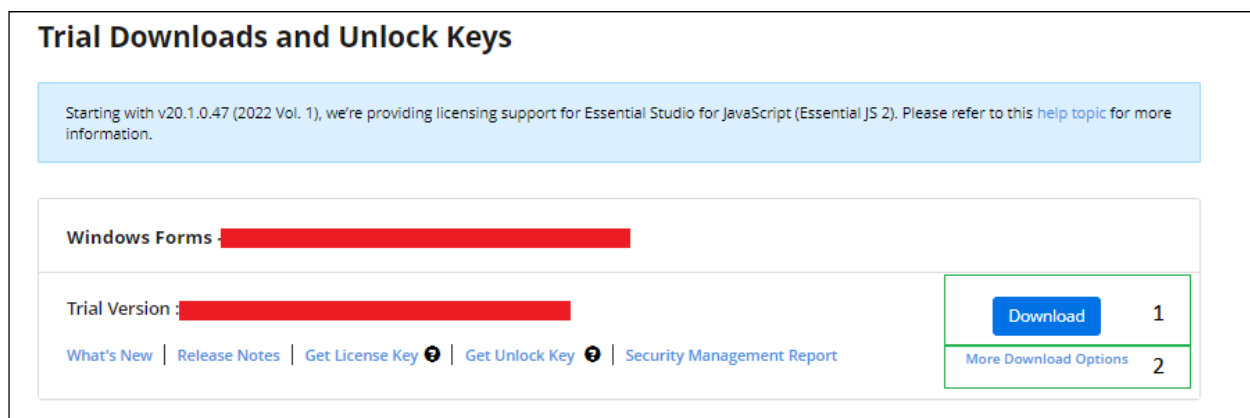 Trial Downloads and Unlock Keys
Starting with v20.1.0.47 (2022 Vol. 1), we're providing licensing support for Essential Studio for JavaScript (Essential JS 2). Please refer to this help topic for more
information.
Windows Forms -
Trial Version :
Download 1
What's New | Release Notes | Get License Key ? | Get Unlock Key ? | Security Management Report
More Download Options 2